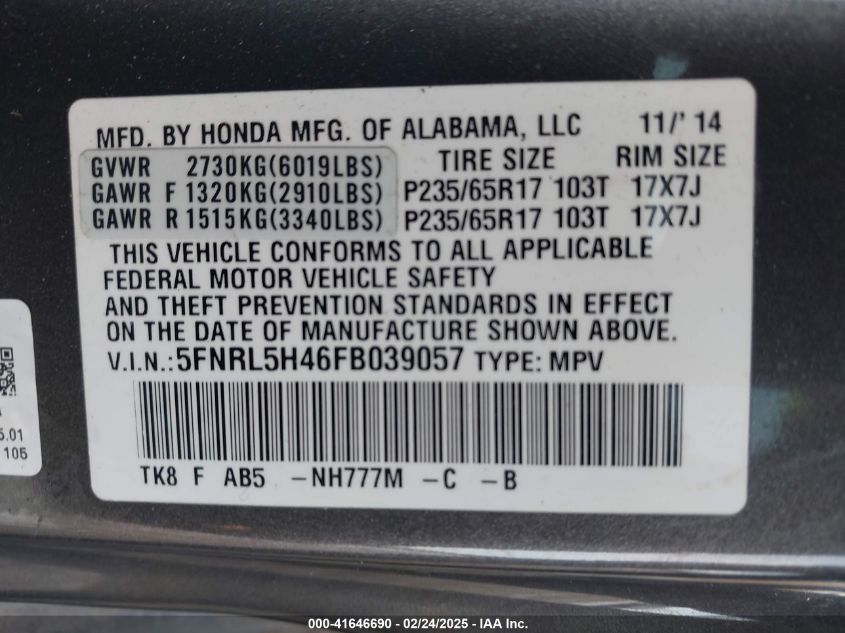 MFD. BY HONDA MFG. OF ALABAMA, LLC 11/' 14
GVWR 2730KG(6019LBS) TIRE SIZE RIM SIZE
GAWR F 1320KG(2910LBS) P235/65R17 103T 17X7J
GAWR R 1515KG(3340LBS) P235/65R17 103T 17X7J
THIS VEHICLE CONFORMS TO ALL APPLICABLE
FEDERAL MOTOR VEHICLE SAFETY
AND THEFT PREVENTION STANDARDS IN EFFECT
ON THE DATE OF MANUFACTURE SHOWN ABOVE.
V.I.N.: 5FNRL5H46FB039057 TYPE: MPV
TK8 F AB5 -NH777M -C -B
5.01
105
000-41646690 - 02/24/2025 - IAA Inc.